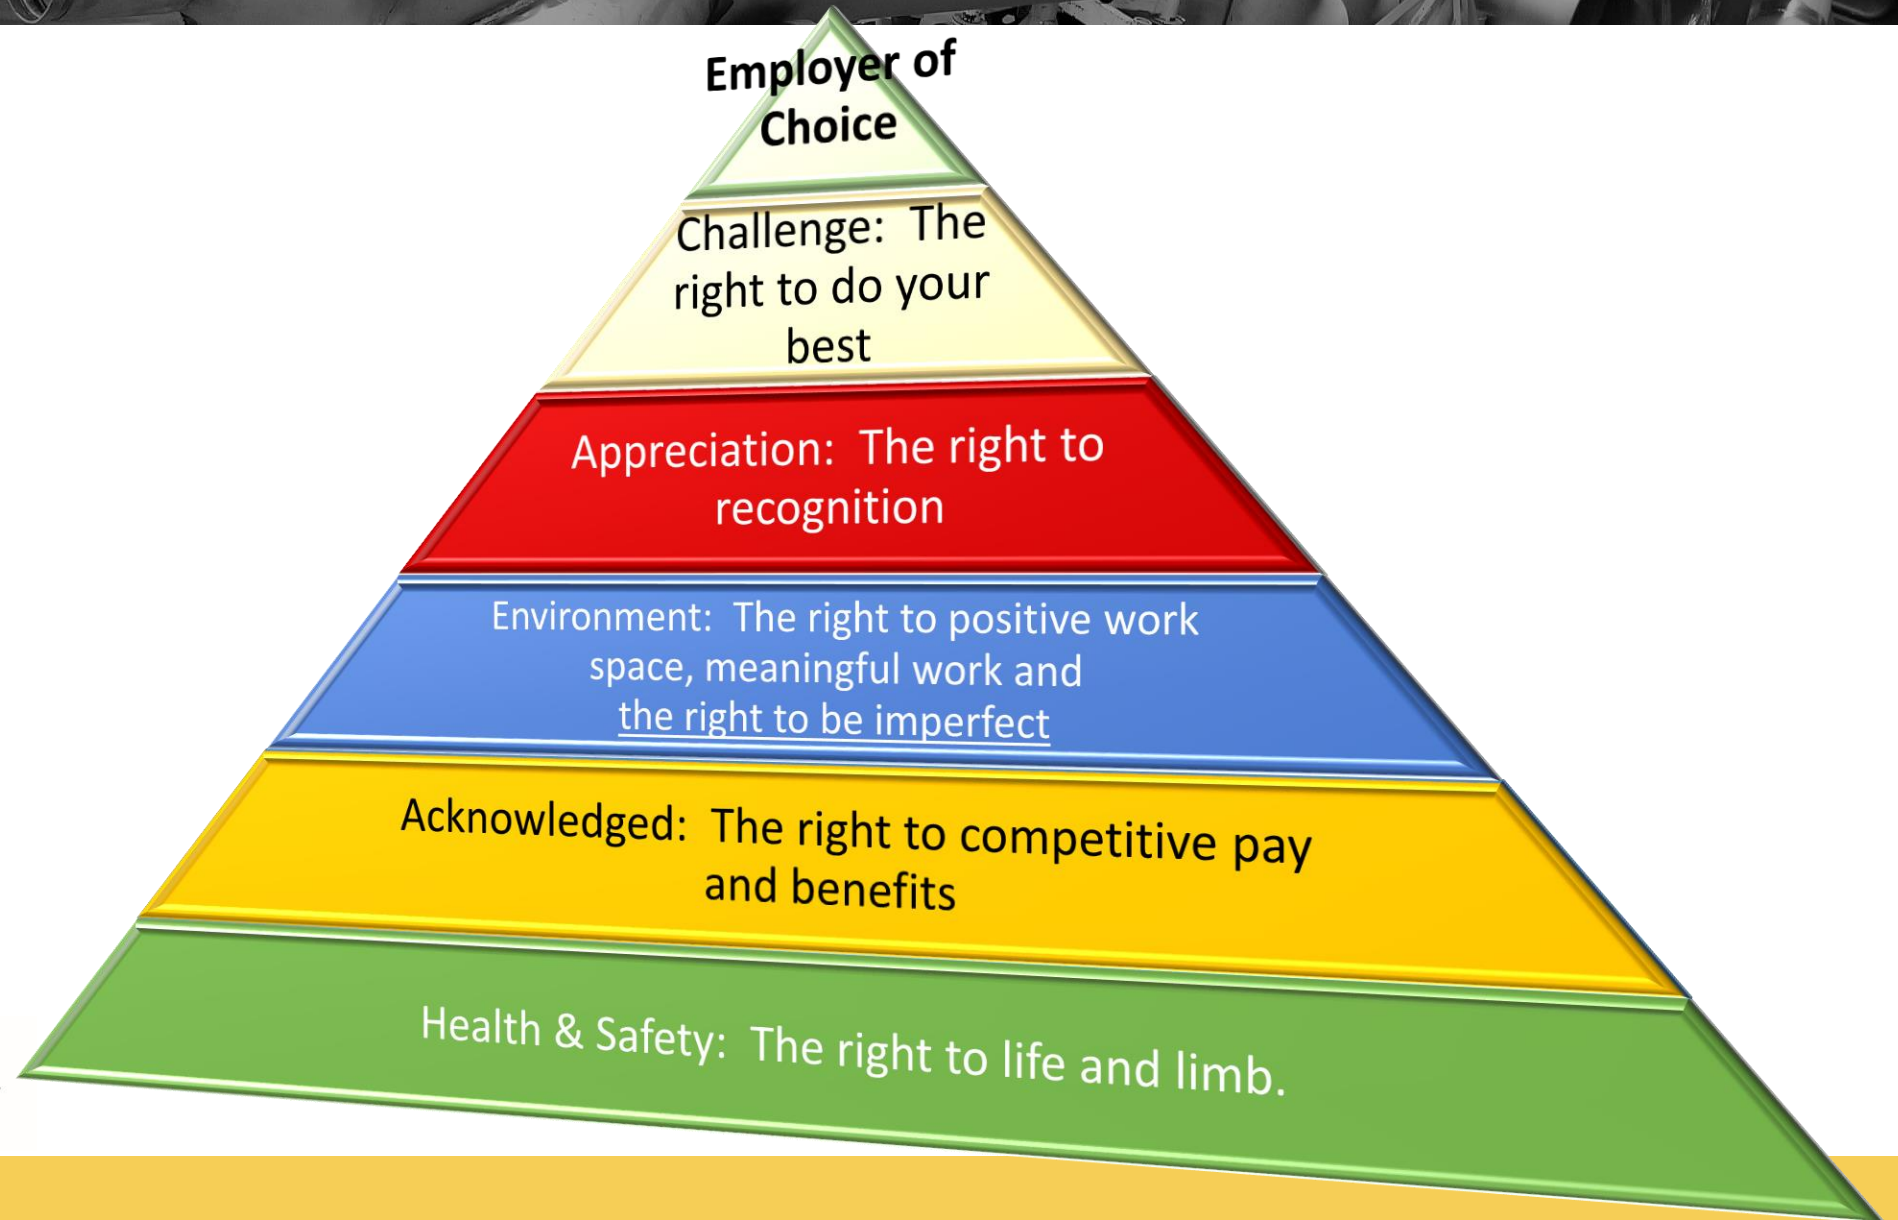 Employer of
Choice
Challenge:  The
right to do your
best
Appreciation:  The right to
recognition
Environment:  The right to positive work
space, meaningful work and
the right to be imperfect
Acknowledged:  The right to competitive pay
and benefits
Health & Safety:  The right to life and limb.